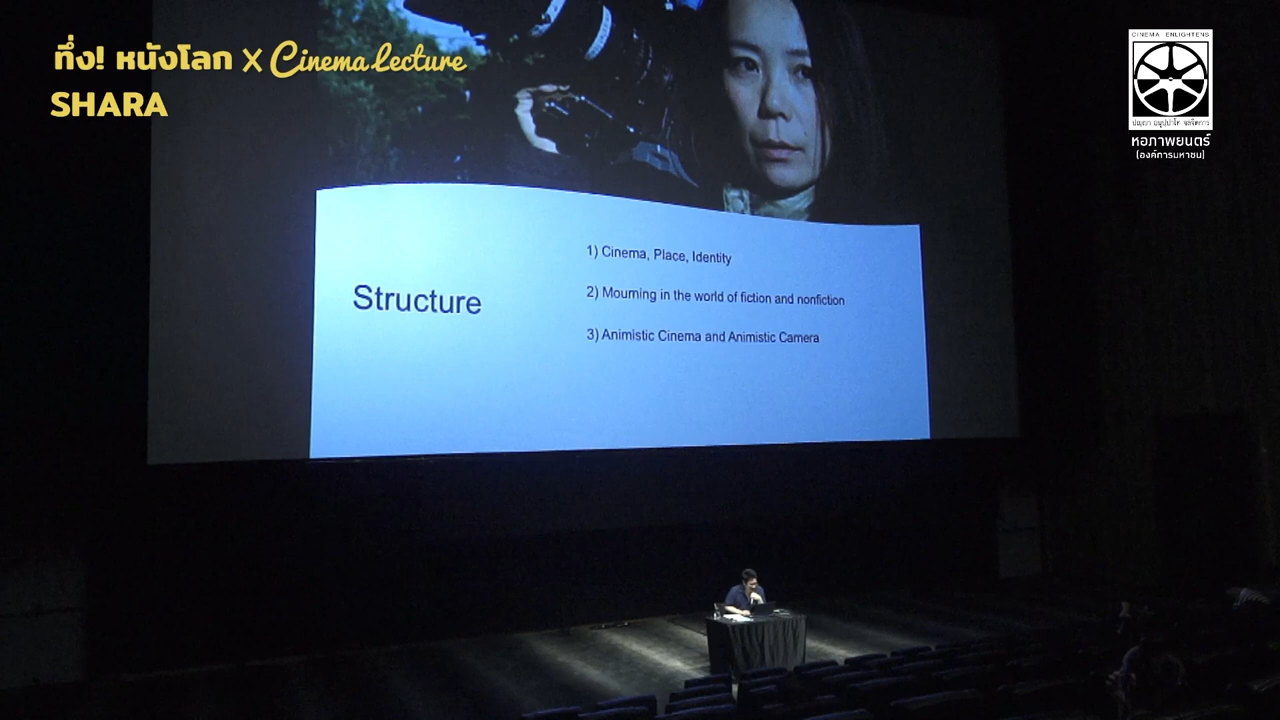 ทึ่ง! หนังโลก X Cinema Lecture
SHARA
CINEMA ENLIGHTENS
หอภาพยนตร์
(องค์การมหาชน)
Structure
1) Cinema, Place, Identity
2) Mourning in the world of fiction and nonfiction
3) Animistic Cinema and Animistic Camera